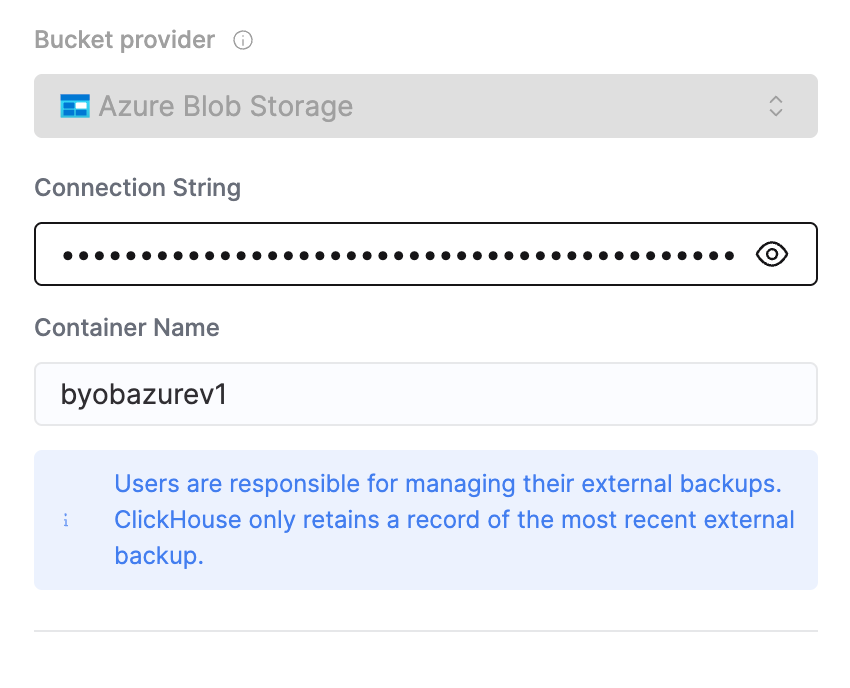 Bucket provider
Azure Blob Storage
Connection String
•••••••••••••••••••••••••••••••••••••••••••
Container Name
byobazurev1
Users are responsible for managing their external backups.
ClickHouse only retains a record of the most recent external
backup.